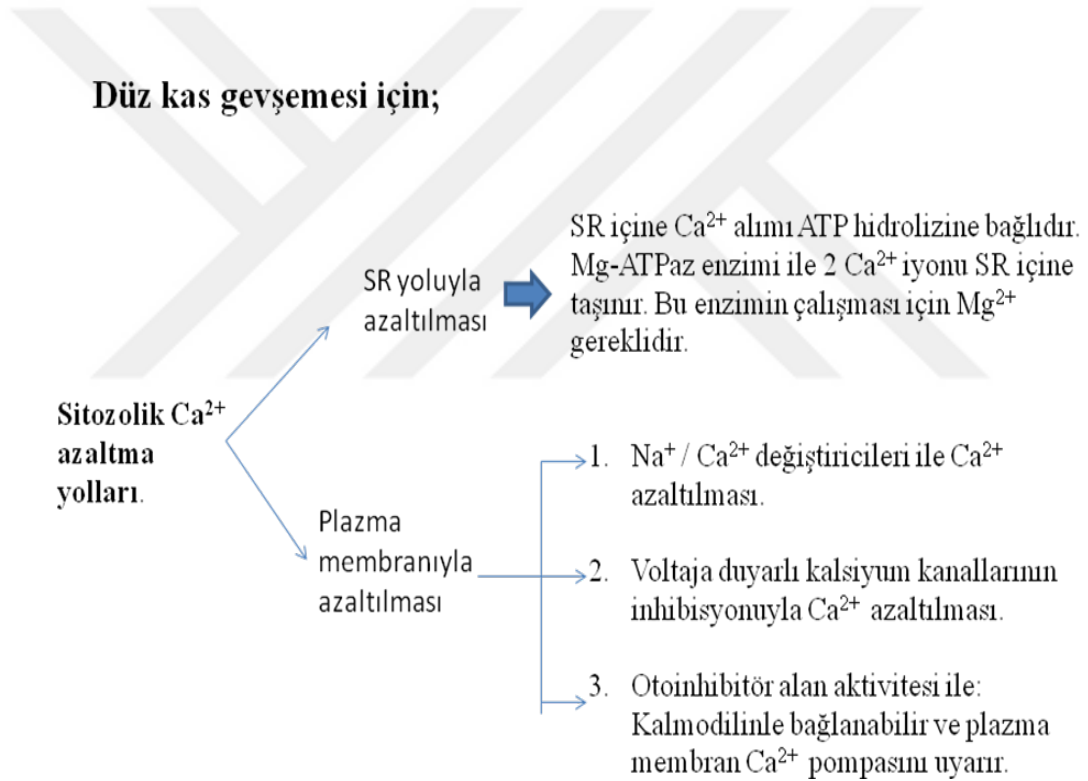 Düz kas gevşemesi için;
SR yoluyla
azaltılması
SR içine Ca²⁺ alımı ATP hidrolizine bağlıdır.
Mg-ATPaz enzimi ile 2 Ca²⁺ iyonu SR içine
taşınır. Bu enzimin çalışması için Mg²⁺
gereklidir.
Sitozolik Ca²⁺
azaltma
yolları.
Plazma
membranıyla
azaltılması
1. Na⁺ / Ca²⁺ değiştiricileri ile Ca²⁺
azaltılması.
2. Voltaja duyarlı kalsiyum kanallarının
inhibisyonuyla Ca²⁺ azaltılması.
3. Otoinhibitör alan aktivitesi ile:
Kalmodilinle bağlanabilir ve plazma
membran Ca²⁺ pompasını uyarır.